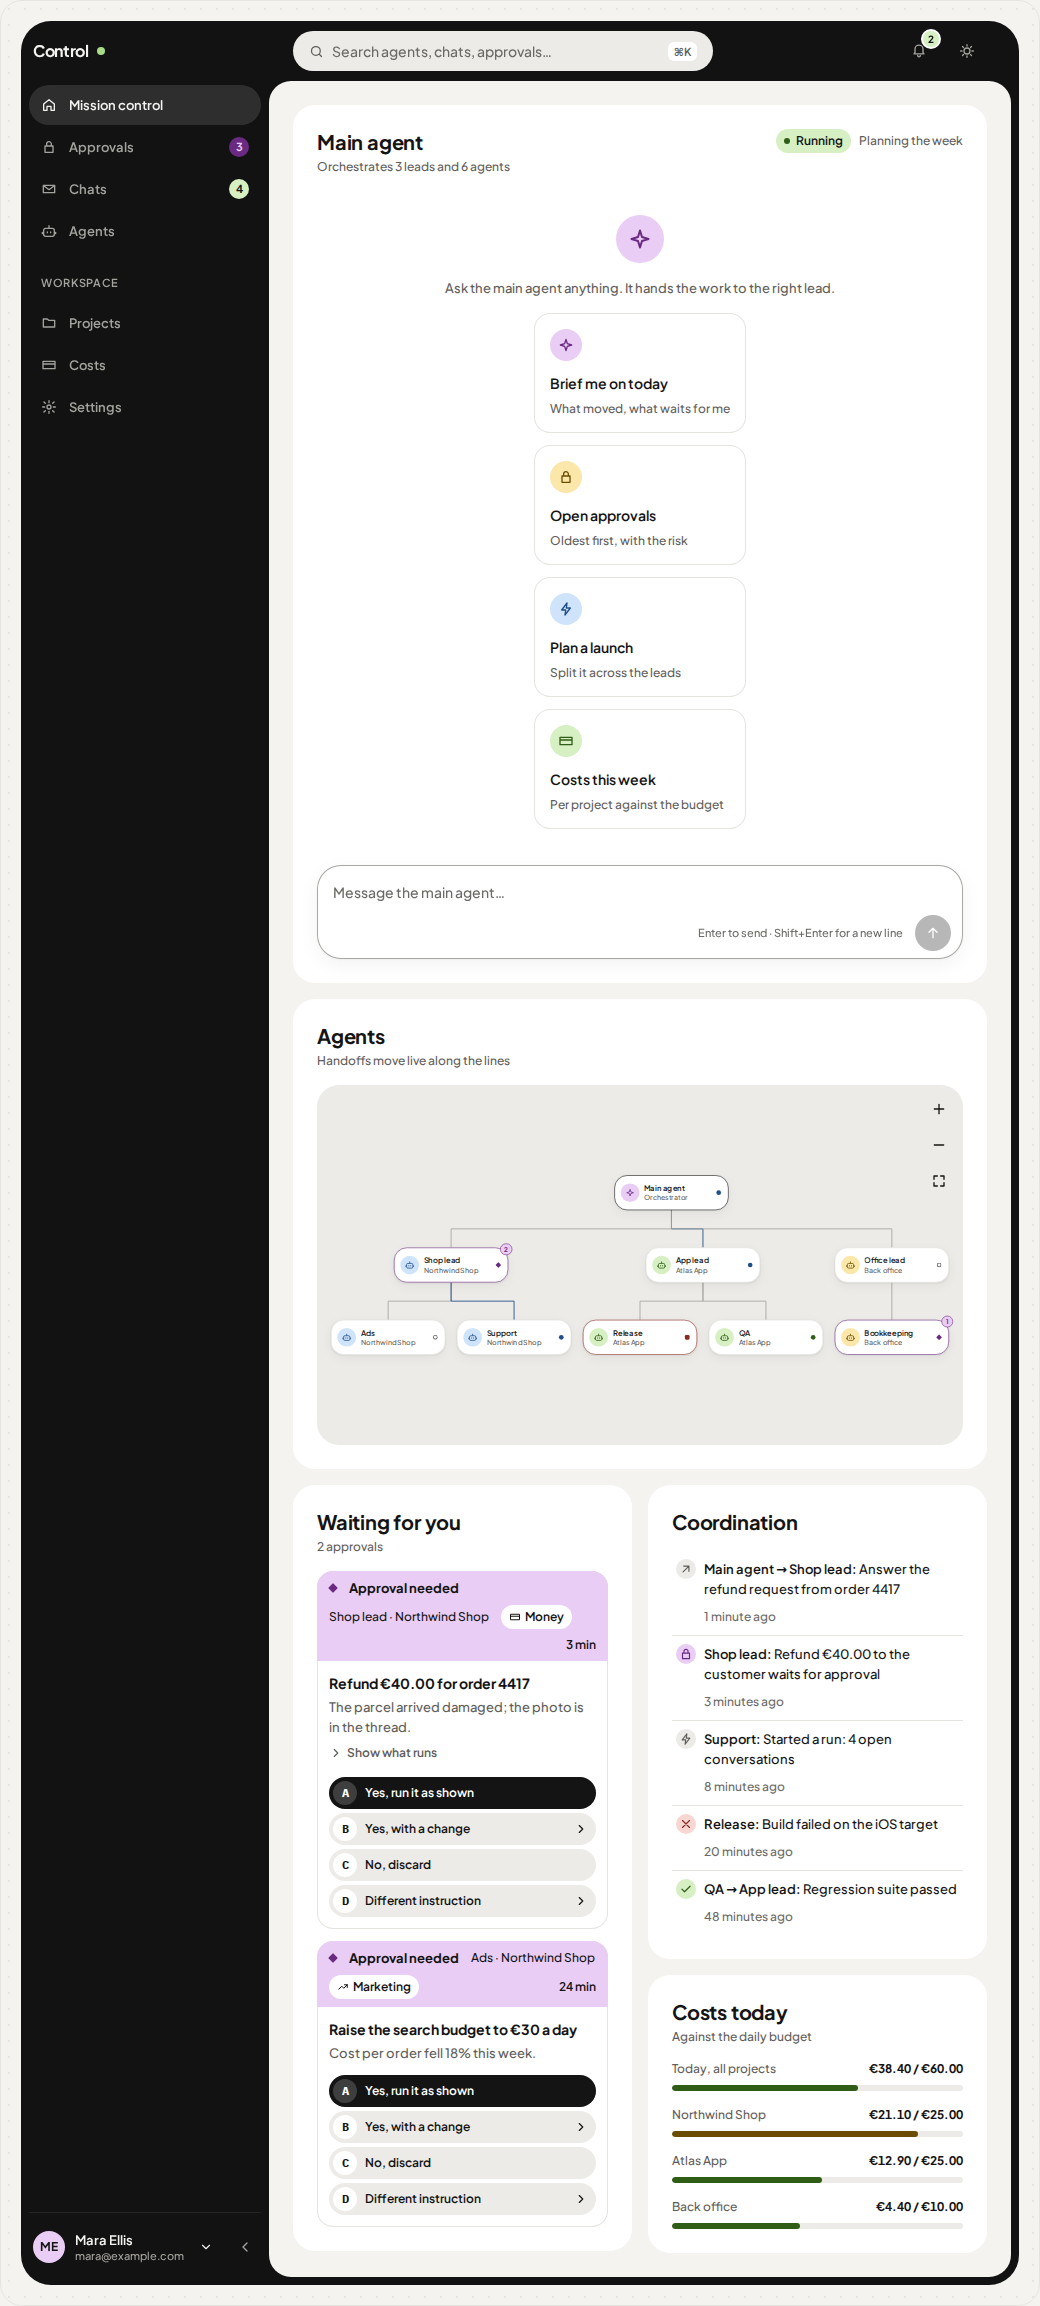 Control
Search agents, chats, approvals…
⌘K
2
Mission control
Approvals
3
Chats
4
Agents
WORKSPACE
Projects
Costs
Settings
Main agent
Running
Planning the week
Orchestrates 3 leads and 6 agents
Ask the main agent anything. It hands the work to the right lead.
Brief me on today
What moved, what waits for me
Open approvals
Oldest first, with the risk
Plan a launch
Split it across the leads
Costs this week
Per project against the budget
Message the main agent…
Enter to send · Shift+Enter for a new line
Agents
Handoffs move live along the lines
Main agent
Orchestrator
2
Shop lead
Northwind Shop
App lead
Atlas App
Office lead
Back office
Ads
Northwind Shop
Support
Northwind Shop
Release
Atlas App
QA
Atlas App
1
Bookkeeping
Back office
Waiting for you
2 approvals
Approval needed
Shop lead · Northwind Shop
Money
3 min
Refund €40.00 for order 4417
The parcel arrived damaged; the photo is
in the thread.
Show what runs
A Yes, run it as shown
B Yes, with a change
C No, discard
D Different instruction
Approval needed
Ads · Northwind Shop
Marketing
24 min
Raise the search budget to €30 a day
Cost per order fell 18% this week.
A Yes, run it as shown
B Yes, with a change
C No, discard
D Different instruction
Coordination
Main agent → Shop lead: Answer the
refund request from order 4417
1 minute ago
Shop lead: Refund €40.00 to the
customer waits for approval
3 minutes ago
Support: Started a run: 4 open
conversations
8 minutes ago
Release: Build failed on the iOS target
20 minutes ago
QA → App lead: Regression suite passed
48 minutes ago
Costs today
Against the daily budget
Today, all projects
€38.40 / €60.00
Northwind Shop
€21.10 / €25.00
Atlas App
€12.90 / €25.00
Back office
€4.40 / €10.00
ME
Mara Ellis
mara@example.com